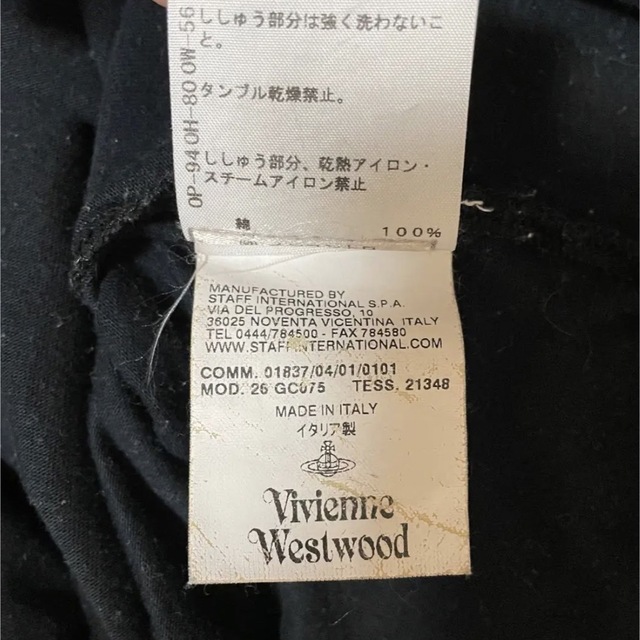 ししゅう部分は強く洗わないこ
と。
タンブル乾燥禁止。
ししゅう部分、乾熱アイロン・
スチームアイロン禁止
綿 100%
OP-94OH-80OW-56
MANUFACTURED BY
STAFF INTERNATIONAL S.P.A.
VIA DEL PROGRESSO, 10
36025 NOVENTA VICENTINA ITALY
TEL 0444/784500 - FAX 784580
WWW.STAFFINTERNATIONAL.COM
COMM. 01837/04/01/0101
MOD. 26 GC075 TESS. 21348
MADE IN ITALY
イタリア製
Vivienne
Westwood